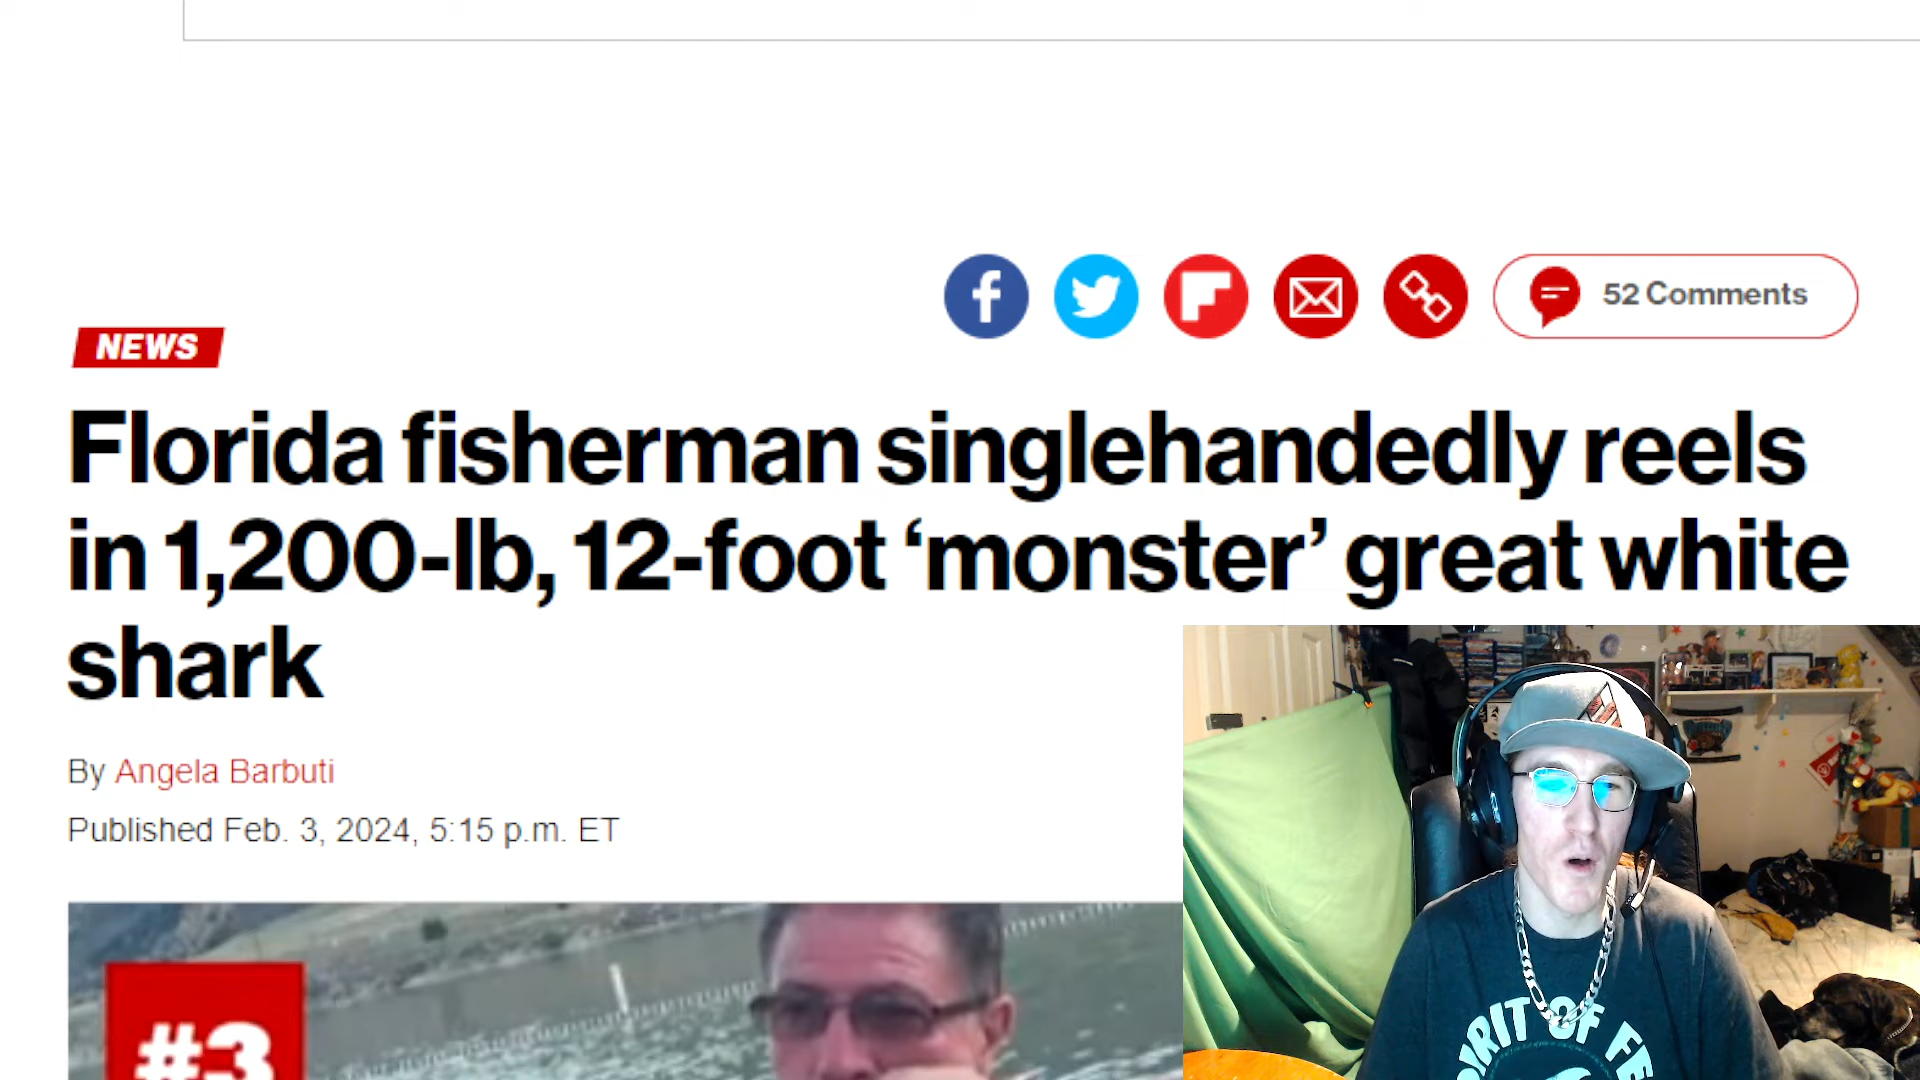 52 Comments
NEWS
Florida fisherman singlehandedly reels
in 1,200-lb, 12-foot ‘monster’ great white
shark
By Angela Barbuti
Published Feb. 3, 2024, 5:15 p.m. ET
#3
OF